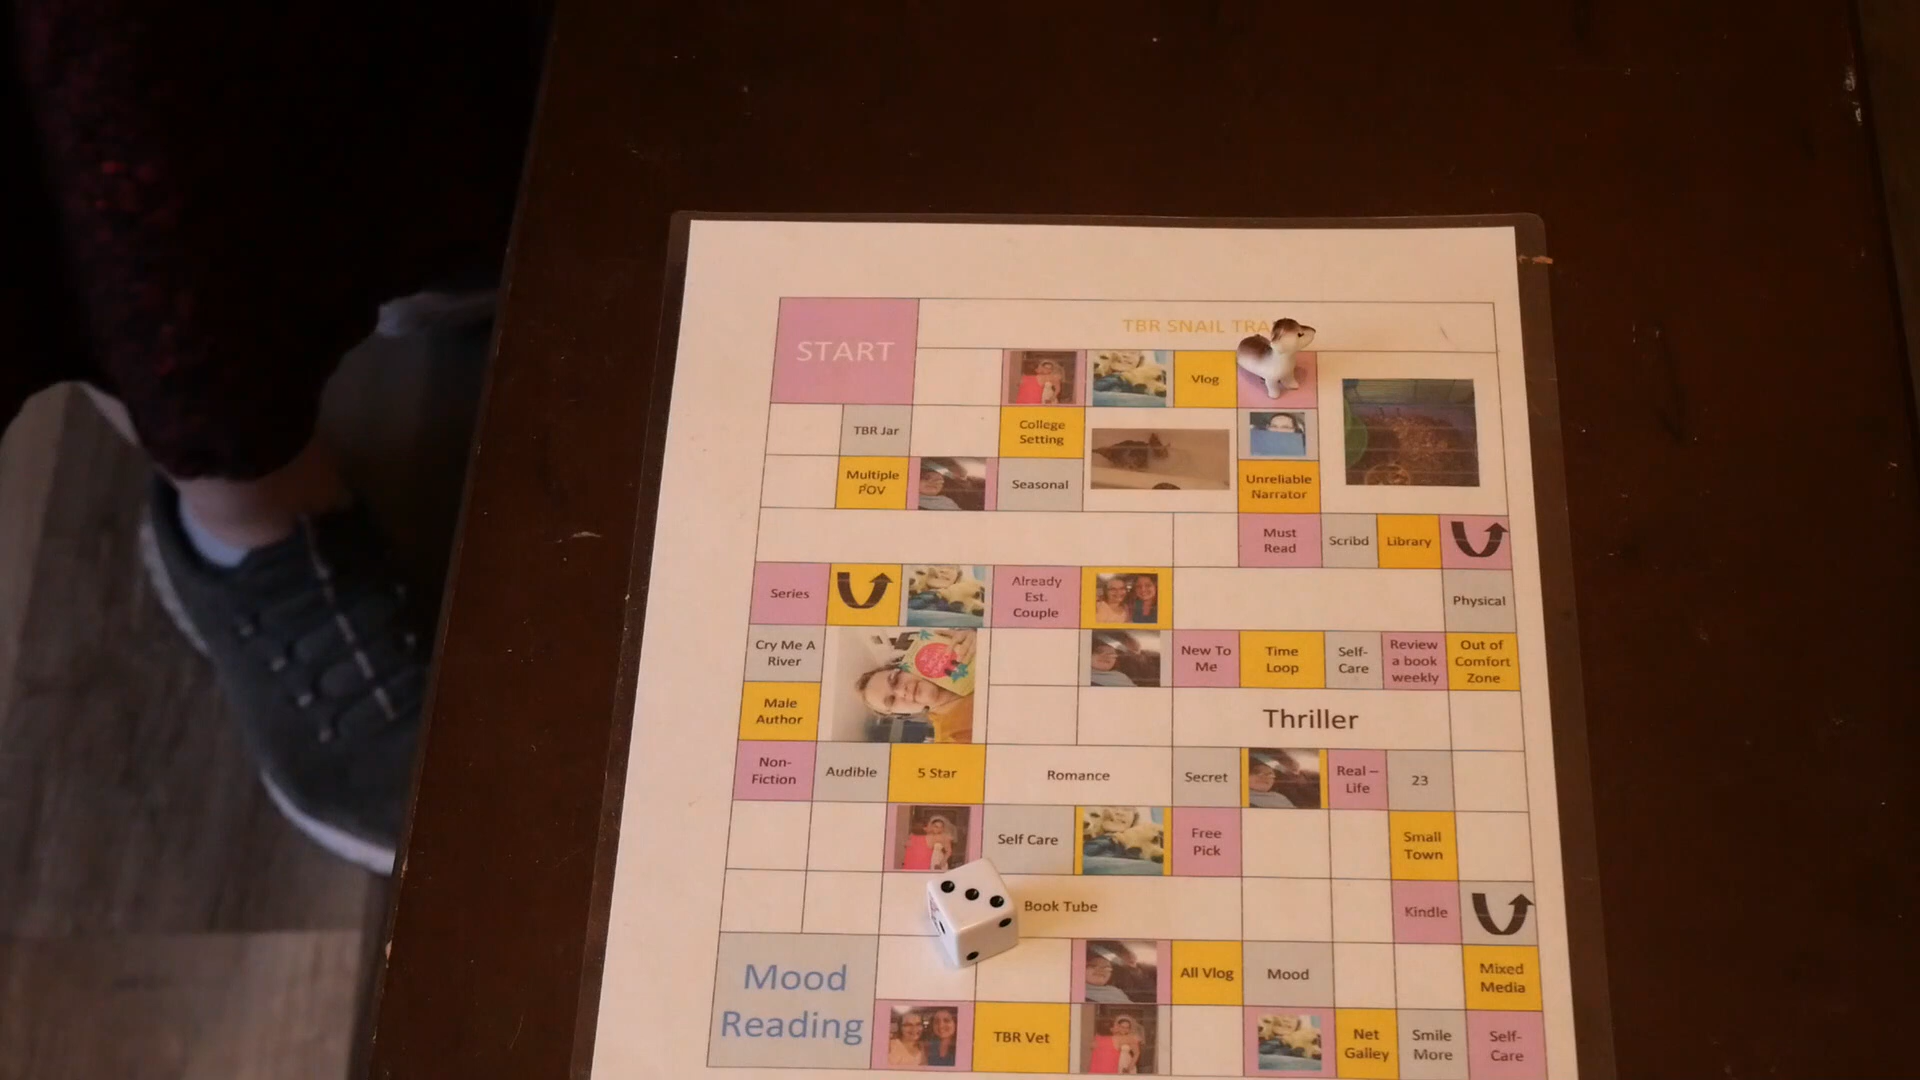 TBR SNAIL TRA
START
Vlog
TBR Jar
College
Setting
Multiple
POV
Seasonal
Unreliable
Narrator
Must
Read
Scribd
Library
Series
Already
Est.
Couple
Physical
Cry Me A
River
New To
Me
Time
Loop
Self-
Care
Review
a book
weekly
Out of
Comfort
Zone
Male
Author
Thriller
Non-
Fiction
Audible
5 Star
Romance
Secret
Real –
Life
23
Self Care
Free
Pick
Small
Town
Book Tube
Kindle
Mood
Reading
All Vlog
Mood
Mixed
Media
TBR Vet
Net
Galley
Smile
More
Self-
Care